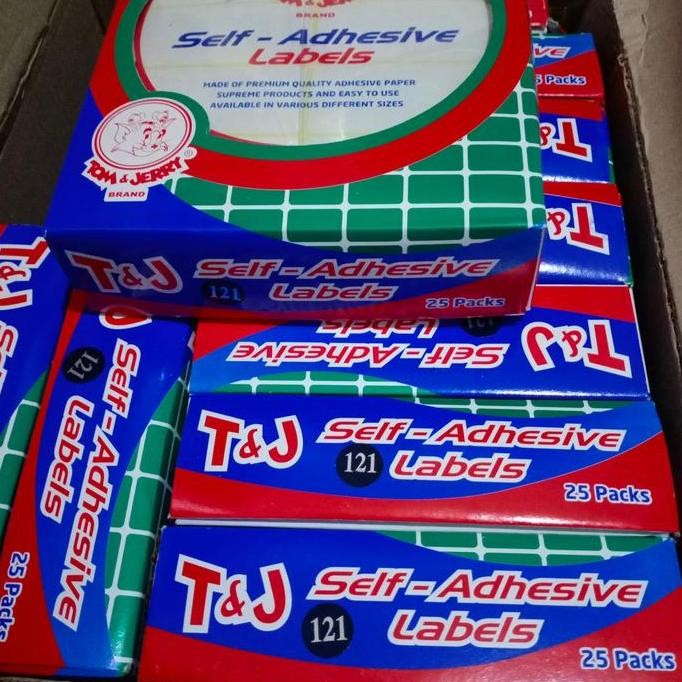 BRAND
Self - Adhesive
Labels
MADE OF PREMIUM QUALITY ADHESIVE PAPER
SUPREME PRODUCTS AND EASY TO USE
AVAILABLE IN VARIOUS DIFFERENT SIZES
TOM & JERRY®
BRAND
T&J Self - Adhesive
121 Labels
25 Packs
Packs
T&
T&
T&J Self - Adhesive
121 Labels
T&J Self - Adhesive
121 Labels
25 Packs
T&J Self - Adhesive
121 Labels
25 Packs
J Self - Adhesive
121 Labels
25 Packs
T&J